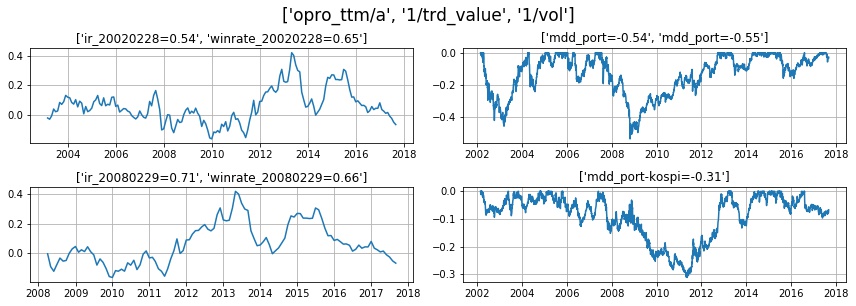 ['opro_ttm/a', '1/trd_value', '1/vol']
['ir_20020228=0.54', 'winrate_20020228=0.65']
0.4
0.2
0.0
2004 2006 2008 2010 2012 2014 2016 2018
['mdd_port=-0.54', 'mdd_port=-0.55']
0.0
−0.2
−0.4
2002 2004 2006 2008 2010 2012 2014 2016 2018
['ir_20080229=0.71', 'winrate_20080229=0.66']
0.4
0.2
0.0
2008 2009 2010 2011 2012 2013 2014 2015 2016 2017 2018
['mdd_port-kospi=-0.31']
0.0
−0.1
−0.2
−0.3
2002 2004 2006 2008 2010 2012 2014 2016 2018